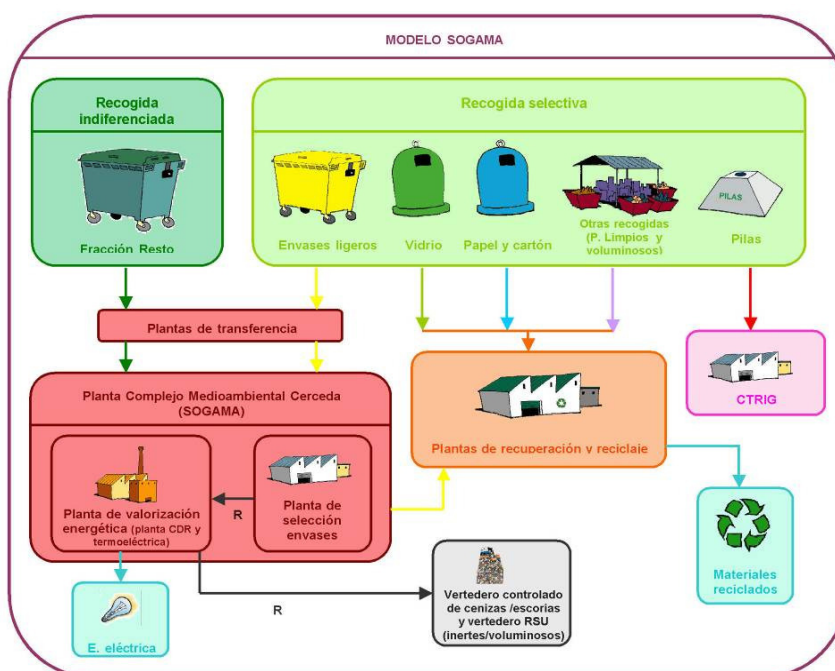 MODELO SOGAMA
Recogida
indiferenciada
Fracción Resto
Recogida selectiva
Envases ligeros
Vidrio
Papel y cartón
Otras recogidas
(P. Limpios y
voluminosos)
PILAS
Pilas
Plantas de transferencia
Planta Complejo Medioambiental Cerceda
(SOGAMA)
Planta de valorización
energética (planta CDR y
termoeléctrica)
R
Planta de
selección
envases
Plantas de recuperación y reciclaje
CTRIG
E. eléctrica
R
Vertedero controlado
de cenizas /escorias
y vertedero RSU
(inertes/voluminosos)
Materiales
reciclados